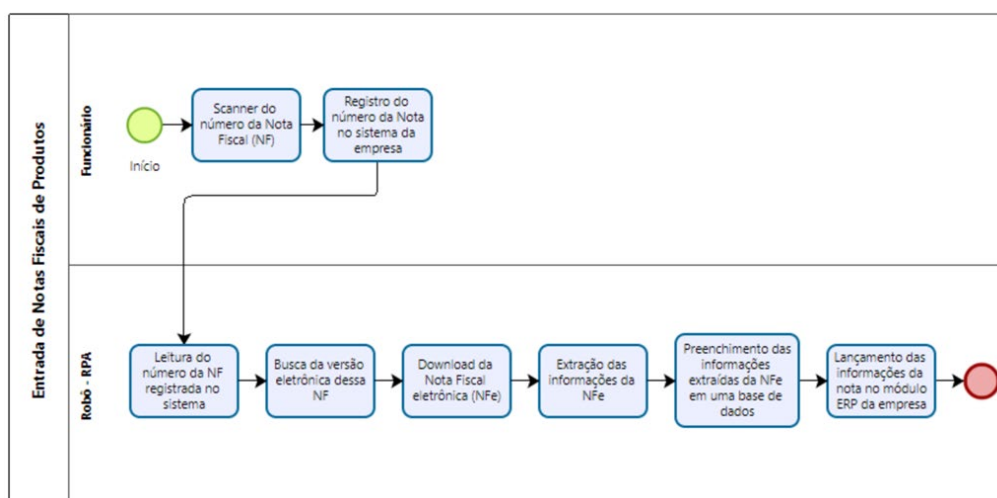 Entrada de Notas Fiscais de Produtos
Funcionário
Início
Scanner do
número da Nota
Fiscal (NF)
Registro do
número da Nota
no sistema da
empresa
Robô - RPA
Leitura do
número da NF
registrada no
sistema
Busca da versão
eletrônica dessa
NF
Download da
Nota Fiscal
eletrônica (NFe)
Extração das
informações da
NFe
Preenchimento das
informações
extraídas da NFe
em uma base de
dados
Lançamento das
informações da
nota no módulo
ERP da empresa